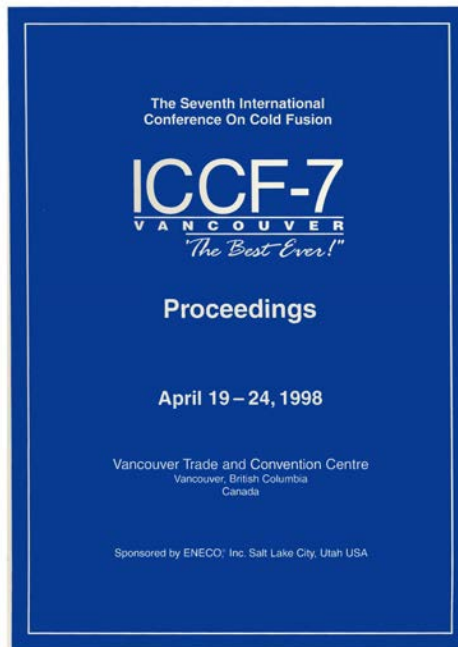 The Seventh International
Conference On Cold Fusion
ICCF-7
VANCOUVER
"The Best Ever!"
Proceedings
April 19 – 24, 1998
Vancouver Trade and Convention Centre
Vancouver, British Columbia
Canada
Sponsored by ENECO, Inc. Salt Lake City, Utah USA